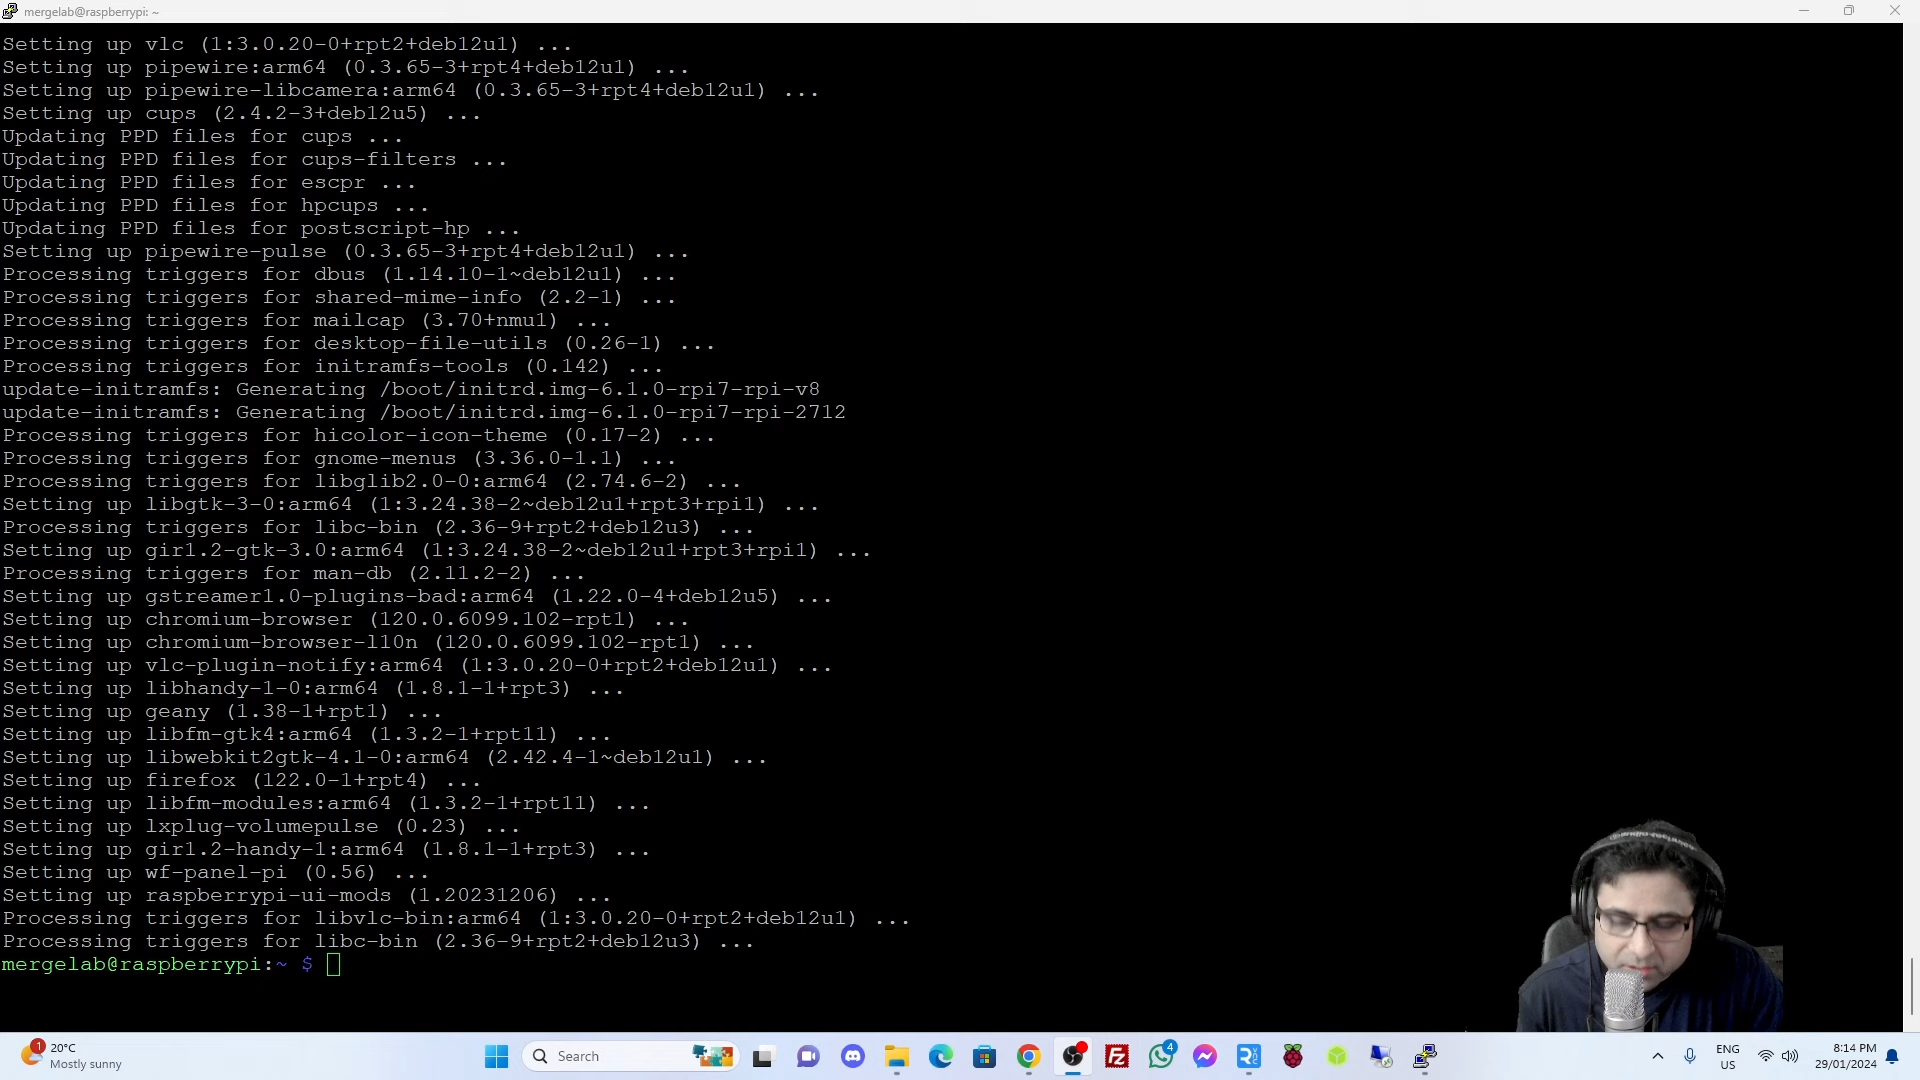 mergelab@raspberrypi: ~
Setting up vlc (1:3.0.20-0+rpt2+deb12u1) ...
Setting up pipewire:arm64 (0.3.65-3+rpt4+deb12u1) ...
Setting up pipewire-libcamera:arm64 (0.3.65-3+rpt4+deb12u1) ...
Setting up cups (2.4.2-3+deb12u5) ...
Updating PPD files for cups ...
Updating PPD files for cups-filters ...
Updating PPD files for escpr ...
Updating PPD files for hpcups ...
Updating PPD files for postscript-hp ...
Setting up pipewire-pulse (0.3.65-3+rpt4+deb12u1) ...
Processing triggers for dbus (1.14.10-1~deb12u1) ...
Processing triggers for shared-mime-info (2.2-1) ...
Processing triggers for mailcap (3.70+nmu1) ...
Processing triggers for desktop-file-utils (0.26-1) ...
Processing triggers for initramfs-tools (0.142) ...
update-initramfs: Generating /boot/initrd.img-6.1.0-rpi7-rpi-v8
update-initramfs: Generating /boot/initrd.img-6.1.0-rpi7-rpi-2712
Processing triggers for hicolor-icon-theme (0.17-2) ...
Processing triggers for gnome-menus (3.36.0-1.1) ...
Processing triggers for libglib2.0-0:arm64 (2.74.6-2) ...
Setting up libgtk-3-0:arm64 (1:3.24.38-2~deb12u1+rpt3+rpi1) ...
Processing triggers for libc-bin (2.36-9+rpt2+deb12u3) ...
Setting up gir1.2-gtk-3.0:arm64 (1:3.24.38-2~deb12u1+rpt3+rpi1) ...
Processing triggers for man-db (2.11.2-2) ...
Setting up gstreamer1.0-plugins-bad:arm64 (1.22.0-4+deb12u5) ...
Setting up chromium-browser (120.0.6099.102-rpt1) ...
Setting up chromium-browser-l10n (120.0.6099.102-rpt1) ...
Setting up vlc-plugin-notify:arm64 (1:3.0.20-0+rpt2+deb12u1) ...
Setting up libhandy-1-0:arm64 (1.8.1-1+rpt3) ...
Setting up geany (1.38-1+rpt1) ...
Setting up libfm-gtk4:arm64 (1.3.2-1+rpt11) ...
Setting up libwebkit2gtk-4.1-0:arm64 (2.42.4-1~deb12u1) ...
Setting up firefox (122.0-1+rpt4) ...
Setting up libfm-modules:arm64 (1.3.2-1+rpt11) ...
Setting up lxplug-volumepulse (0.23) ...
Setting up gir1.2-handy-1:arm64 (1.8.1-1+rpt3) ...
Setting up wf-panel-pi (0.56) ...
Setting up raspberrypi-ui-mods (1.20231206) ...
Processing triggers for libvlc-bin:arm64 (1:3.0.20-0+rpt2+deb12u1) ...
Processing triggers for libc-bin (2.36-9+rpt2+deb12u3) ...
mergelab@raspberrypi:~ $
1
20°C
Mostly sunny
Search
4
ENG
US
8:14 PM
29/01/2024